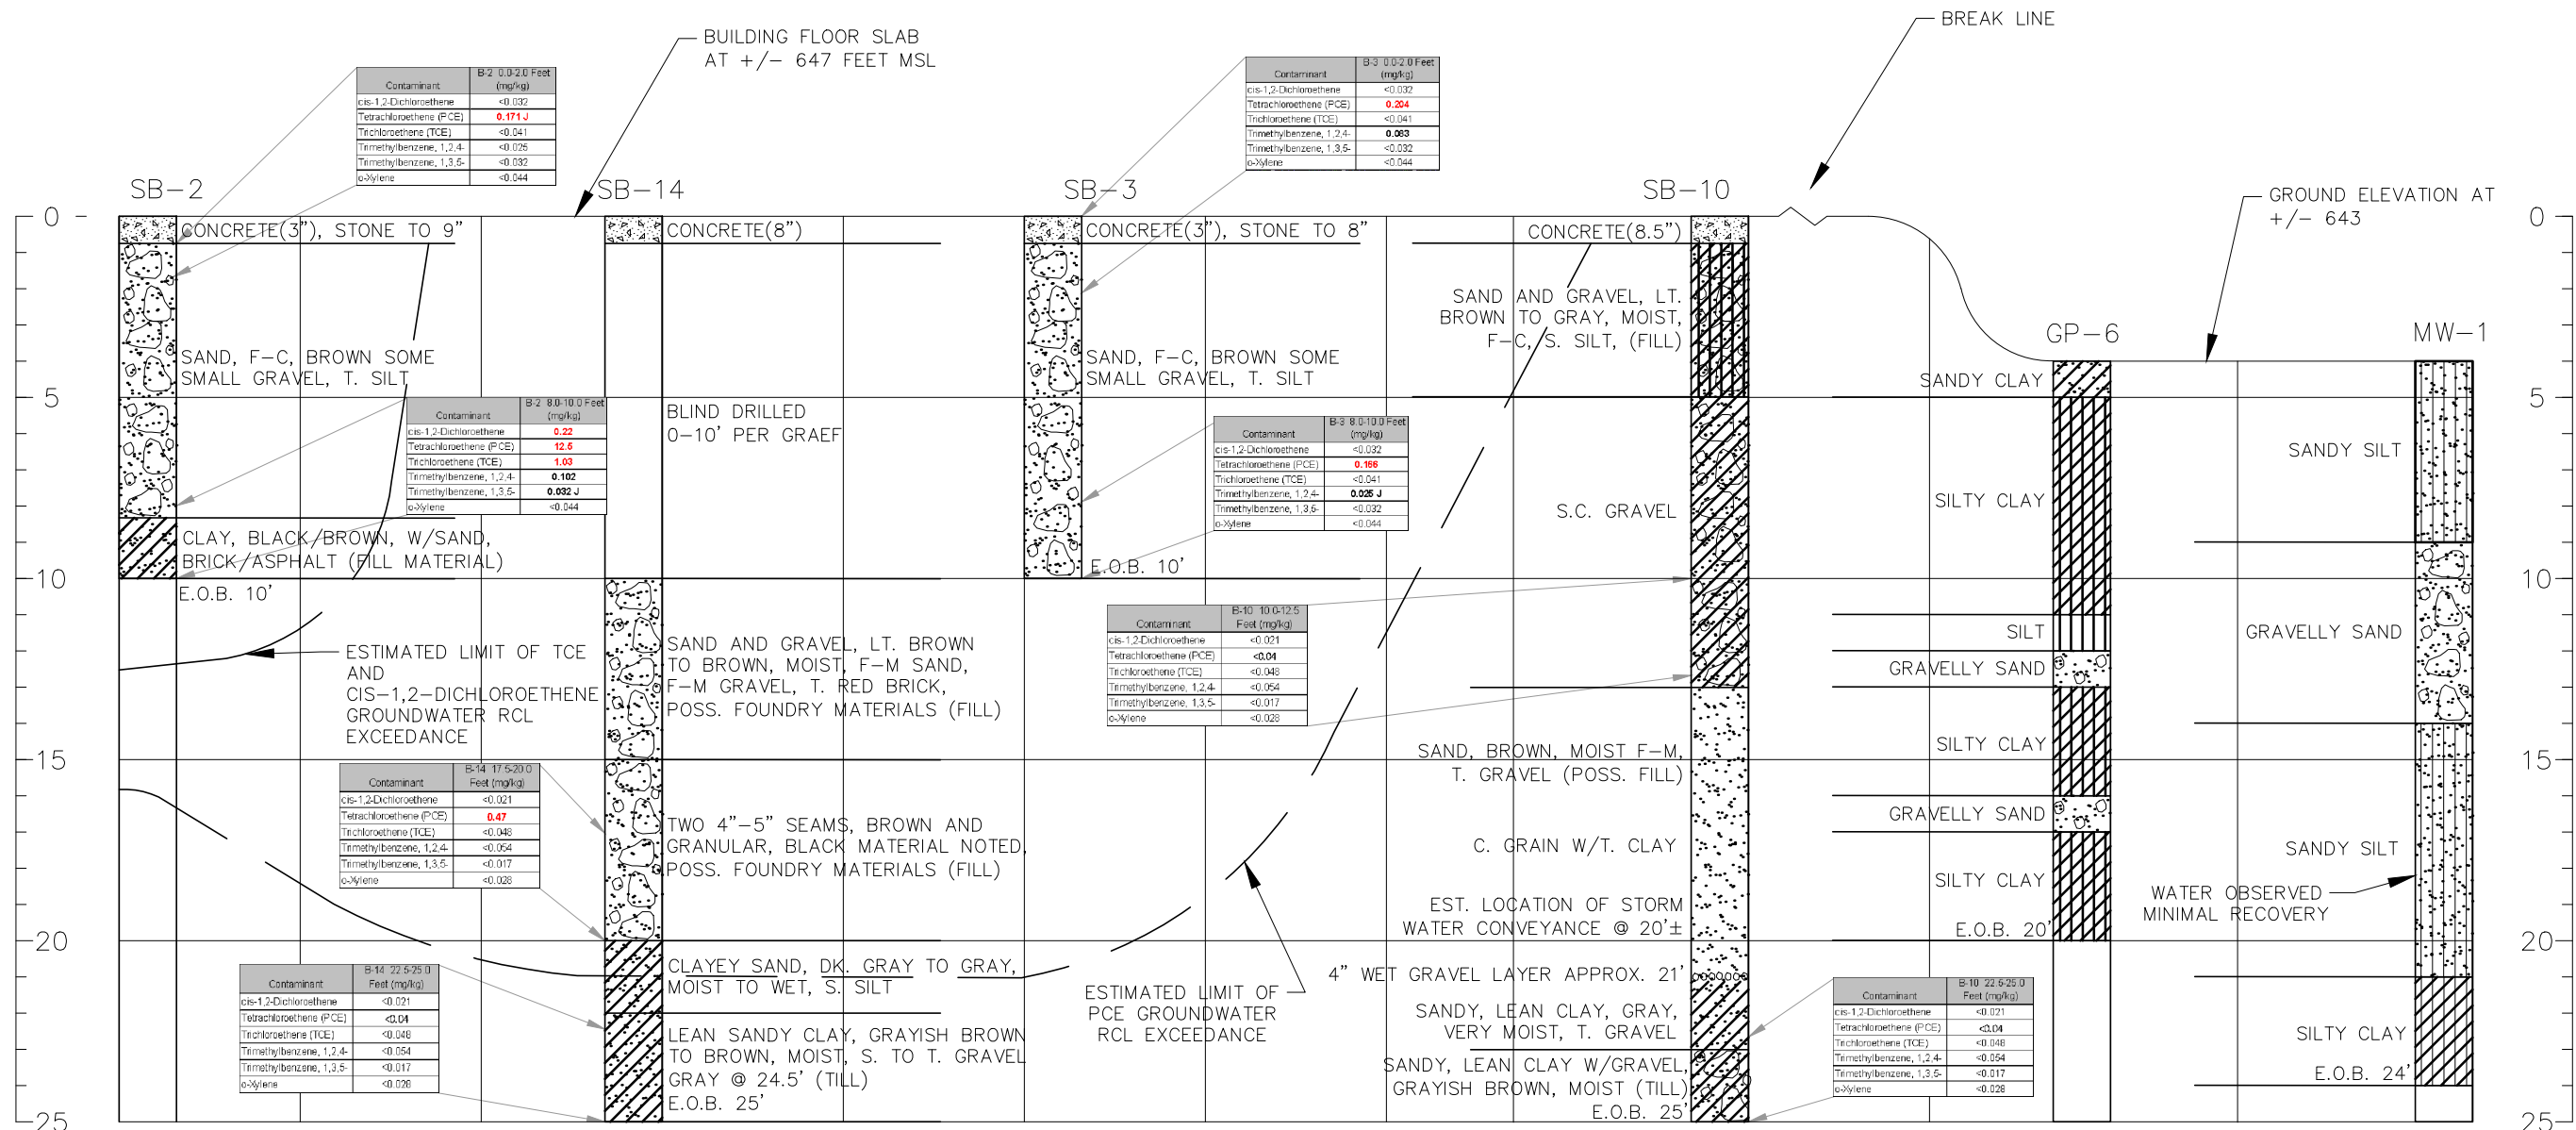 BREAK LINE
BUILDING FLOOR SLAB
AT +/- 647 FEET MSL
Contaminant B-2 0.0-2.0 Feet (mg/kg)
cis-1,2-Dichloroethene <0.032
Tetrachloroethene (PCE) 0.171 J
Trichloroethene (TCE) <0.041
Trimethylbenzene, 1,2,4- <0.025
Trimethylbenzene, 1,3,5- <0.032
o-Xylene <0.044
Contaminant B-3 0.0-2.0 Feet (mg/kg)
cis-1,2-Dichloroethene <0.032
Tetrachloroethene (PCE) 0.204
Trichloroethene (TCE) <0.041
Trimethylbenzene, 1,2,4- 0.083
Trimethylbenzene, 1,3,5- <0.032
o-Xylene <0.044
GROUND ELEVATION AT
+/- 643
SB-2
SB-14
SB-3
SB-10
GP-6
MW-1
0 -
5
10
15
20
25
CONCRETE(3"), STONE TO 9"
SAND, F-C, BROWN SOME
SMALL GRAVEL, T. SILT
Contaminant B-2 8.0-10.0 Feet (mg/kg)
cis-1,2-Dichloroethene 0.22
Tetrachloroethene (PCE) 12.5
Trichloroethene (TCE) 1.03
Trimethylbenzene, 1,2,4- 0.102
Trimethylbenzene, 1,3,5- 0.032 J
o-Xylene <0.044
CLAY, BLACK/BROWN, W/SAND,
BRICK/ASPHALT (FILL MATERIAL)
E.O.B. 10'
ESTIMATED LIMIT OF TCE
AND
CIS-1,2-DICHLOROETHENE
GROUNDWATER RCL
EXCEEDANCE
Contaminant B-14 17.5-20.0 Feet (mg/kg)
cis-1,2-Dichloroethene <0.021
Tetrachloroethene (PCE) 0.47
Trichloroethene (TCE) <0.048
Trimethylbenzene, 1,2,4- <0.054
Trimethylbenzene, 1,3,5- <0.017
o-Xylene <0.028
Contaminant B-14 22.5-25.0 Feet (mg/kg)
cis-1,2-Dichloroethene <0.021
Tetrachloroethene (PCE) <0.04
Trichloroethene (TCE) <0.048
Trimethylbenzene, 1,2,4- <0.054
Trimethylbenzene, 1,3,5- <0.017
o-Xylene <0.028
CONCRETE(8")
BLIND DRILLED
0-10' PER GRAEF
SAND AND GRAVEL, LT. BROWN
TO BROWN, MOIST, F-M SAND,
F-M GRAVEL, T. RED BRICK,
POSS. FOUNDRY MATERIALS (FILL)
TWO 4"-5" SEAMS, BROWN AND
GRANULAR, BLACK MATERIAL NOTED,
POSS. FOUNDRY MATERIALS (FILL)
CLAYEY SAND, DK. GRAY TO GRAY,
MOIST TO WET, S. SILT
LEAN SANDY CLAY, GRAYISH BROWN
TO BROWN, MOIST, S. TO T. GRAVEL
GRAY @ 24.5' (TILL)
E.O.B. 25'
CONCRETE(3"), STONE TO 8"
SAND, F-C, BROWN SOME
SMALL GRAVEL, T. SILT
Contaminant B-3 8.0-10.0 Feet (mg/kg)
cis-1,2-Dichloroethene <0.032
Tetrachloroethene (PCE) 0.166
Trichloroethene (TCE) <0.041
Trimethylbenzene, 1,2,4- 0.025 J
Trimethylbenzene, 1,3,5- <0.032
o-Xylene <0.044
E.O.B. 10'
Contaminant B-10 10.0-12.5 Feet (mg/kg)
cis-1,2-Dichloroethene <0.021
Tetrachloroethene (PCE) <0.04
Trichloroethene (TCE) <0.048
Trimethylbenzene, 1,2,4- <0.054
Trimethylbenzene, 1,3,5- <0.017
o-Xylene <0.028
ESTIMATED LIMIT OF
PCE GROUNDWATER
RCL EXCEEDANCE
CONCRETE(8.5")
SAND AND GRAVEL, LT.
BROWN TO GRAY, MOIST,
F-C, S. SILT, (FILL)
S.C. GRAVEL
SAND, BROWN, MOIST F-M,
T. GRAVEL (POSS. FILL)
C. GRAIN W/T. CLAY
EST. LOCATION OF STORM
WATER CONVEYANCE @ 20'±
4" WET GRAVEL LAYER APPROX. 21'
SANDY, LEAN CLAY, GRAY,
VERY MOIST, T. GRAVEL
SANDY, LEAN CLAY W/GRAVEL,
GRAYISH BROWN, MOIST (TILL)
E.O.B. 25'
Contaminant B-10 22.5-25.0 Feet (mg/kg)
cis-1,2-Dichloroethene <0.021
Tetrachloroethene (PCE) <0.04
Trichloroethene (TCE) <0.048
Trimethylbenzene, 1,2,4- <0.054
Trimethylbenzene, 1,3,5- <0.017
o-Xylene <0.028
SANDY CLAY
SILTY CLAY
SILT
GRAVELLY SAND
SILTY CLAY
GRAVELLY SAND
SILTY CLAY
E.O.B. 20'
SANDY SILT
GRAVELLY SAND
SANDY SILT
WATER OBSERVED
MINIMAL RECOVERY
SILTY CLAY
E.O.B. 24'
0
5
10
15
20
25